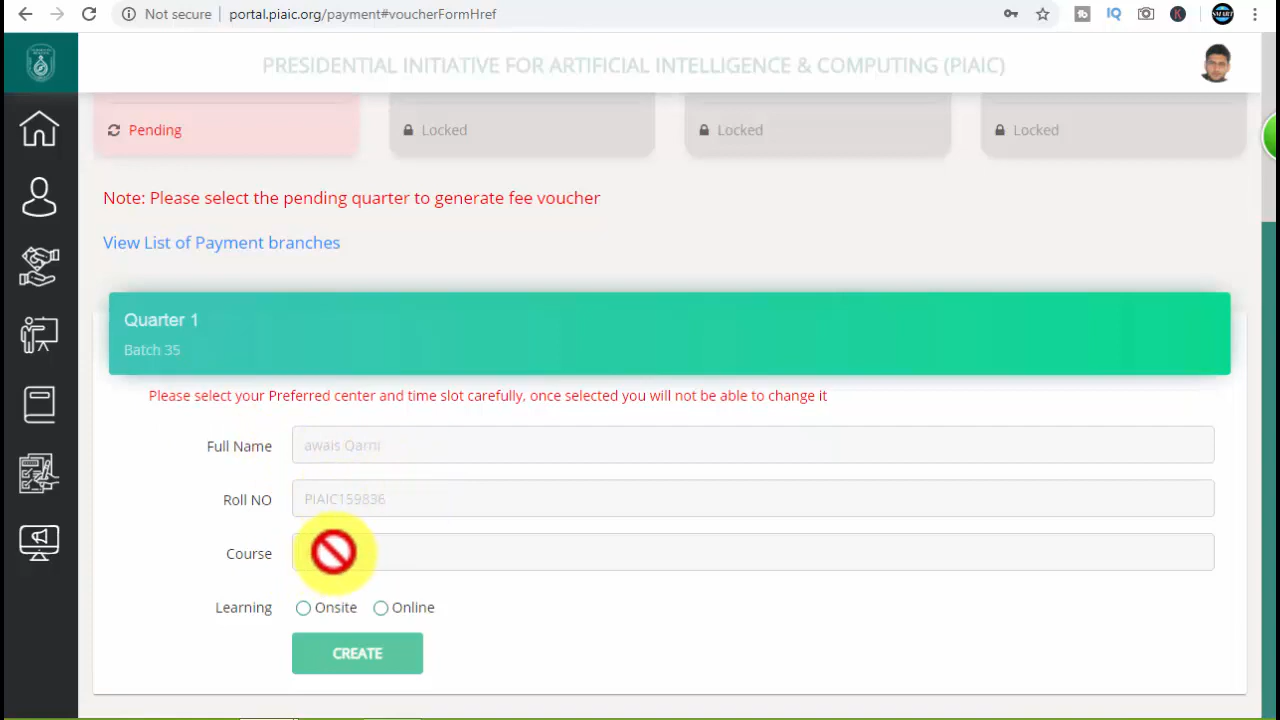 Not secure
portal.piaic.org/payment#voucherFormHref
PRESIDENTIAL INITIATIVE FOR ARTIFICIAL INTELLIGENCE & COMPUTING (PIAIC)
Pending
Locked
Locked
Locked
Note: Please select the pending quarter to generate fee voucher
View List of Payment branches
Quarter 1
Batch 35
Please select your Preferred center and time slot carefully, once selected you will not be able to change it
Full Name
awais Qarni
Roll NO
PIAIC159836
Course
Learning
Onsite
Online
CREATE